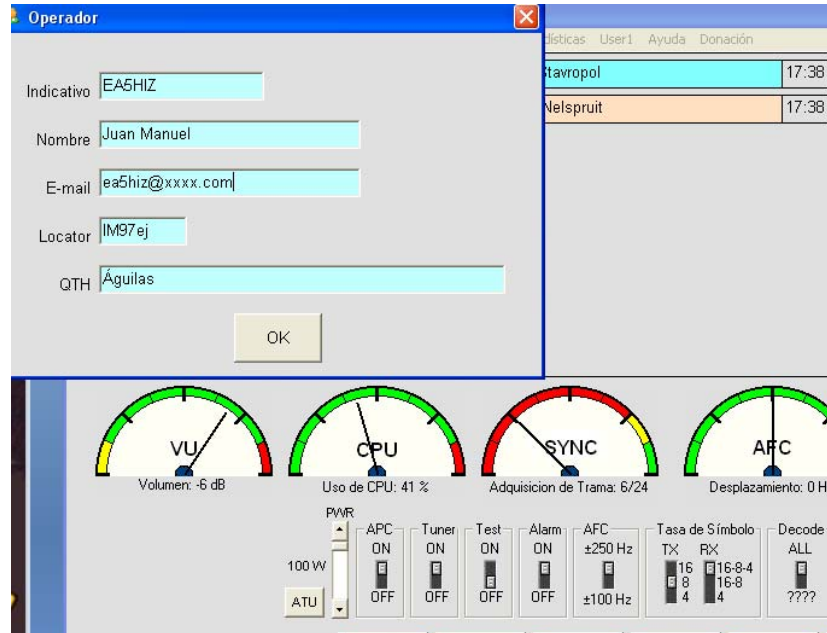 Operador
dísticas User1 Ayuda Donación
Indicativo EA5HIZ
Stavropol 17:38
Nelspruit 17:38
Nombre Juan Manuel
E-mail ea5hiz@xxxx.com
Locator IM97ej
QTH Águilas
OK
VU CPU SYNC AFC
Volumen: -6 dB Uso de CPU: 41 % Adquisicion de Trama: 6/24 Desplazamiento: 0 H
PWR
APC Tuner Test Alarm AFC Tasa de Símbolo Decode
ON ON ON ON ±250 Hz TX RX ALL
100 W 16 16-8-4
8 16-8
ATU OFF OFF OFF OFF ±100 Hz 4 4 ????